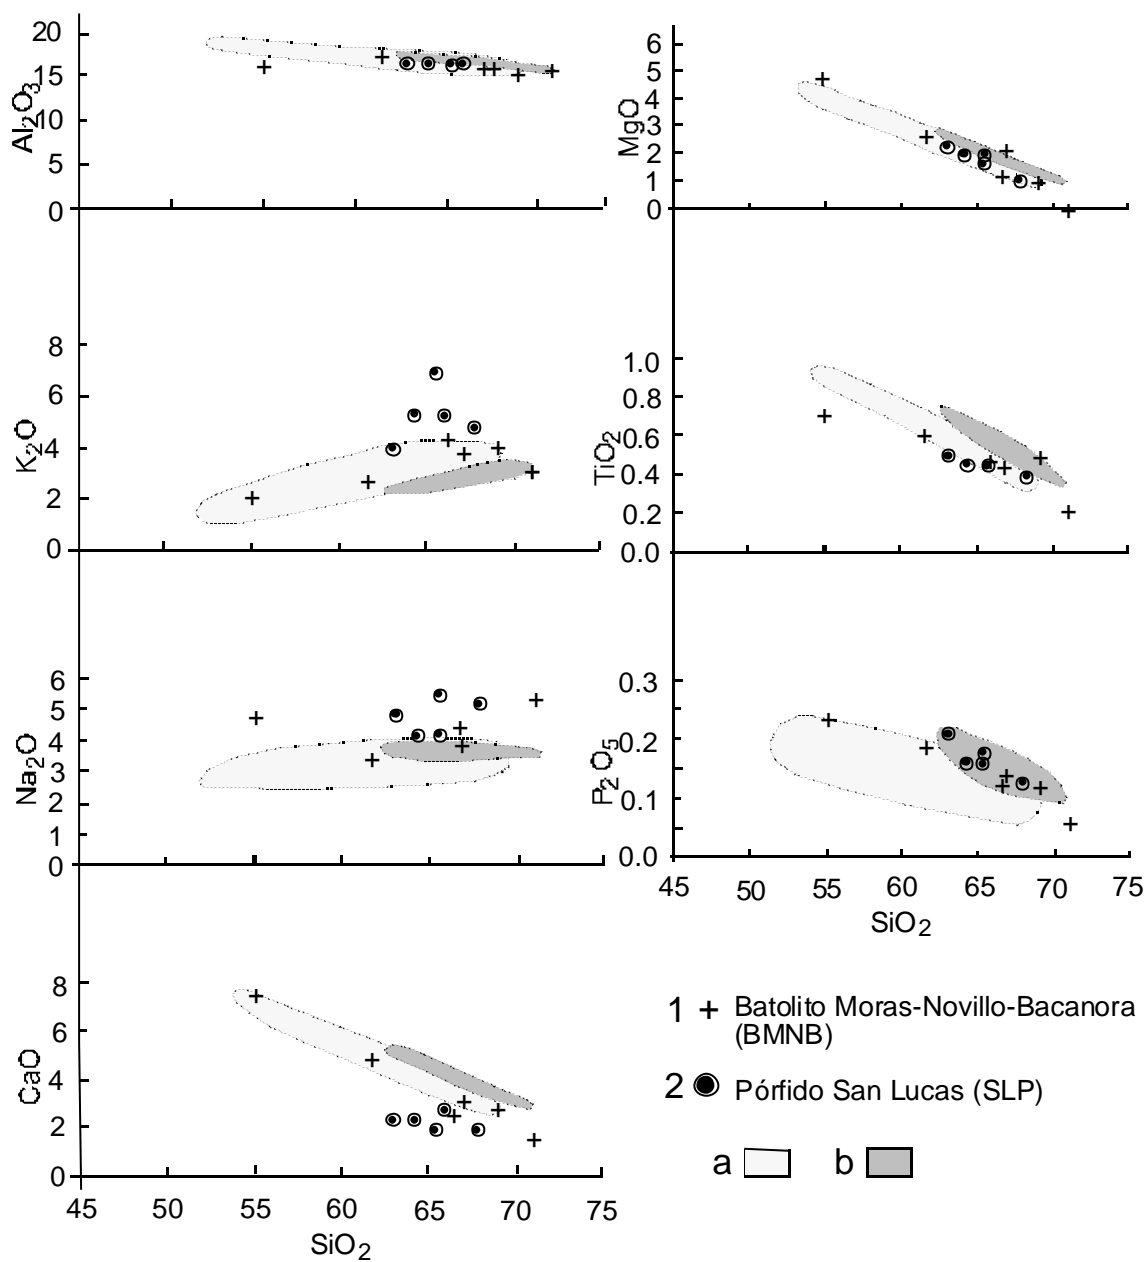 20
15
10
5
0
Al2O3
6
5
4
3
2
1
0
MgO
8
6
4
2
0
K2O
1.0
0.8
0.6
0.4
0.2
0.0
TiO2
6
5
4
3
2
1
0
Na2O
0.3
0.2
0.1
0.0
P2O5
45 50 55 60 65 70 75
SiO2
8
6
4
2
0
CaO
45 50 55 60 65 70 75
SiO2
1 + Batolito Moras-Novillo-Bacanora
(BMNB)
2 Pórfido San Lucas (SLP)
a b